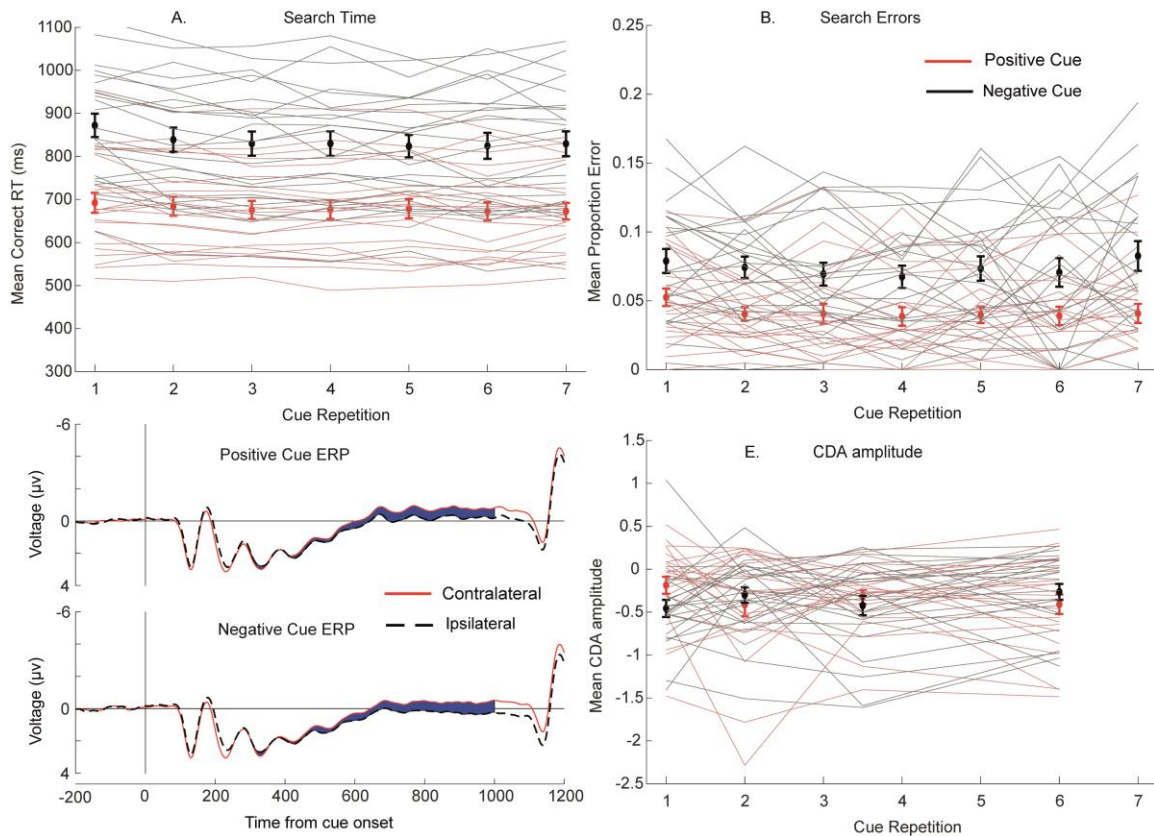 A. Search Time
1100
1000
900
800
700
600
500
400
300
Mean Correct RT (ms)
1 2 3 4 5 6 7
Cue Repetition
B. Search Errors
Positive Cue
Negative Cue
0.25
0.2
0.15
0.1
0.05
0
Mean Proportion Error
1 2 3 4 5 6 7
Cue Repetition
Positive Cue ERP
-6
0
4
Voltage (μv)
Contralateral
Ipsilateral
Negative Cue ERP
-6
0
4
Voltage (μv)
-200 0 200 400 600 800 1000 1200
Time from cue onset
E. CDA amplitude
1.5
1
0.5
0
-0.5
-1
-1.5
-2
-2.5
Mean CDA amplitude
1 2 3 4 5 6 7
Cue Repetition